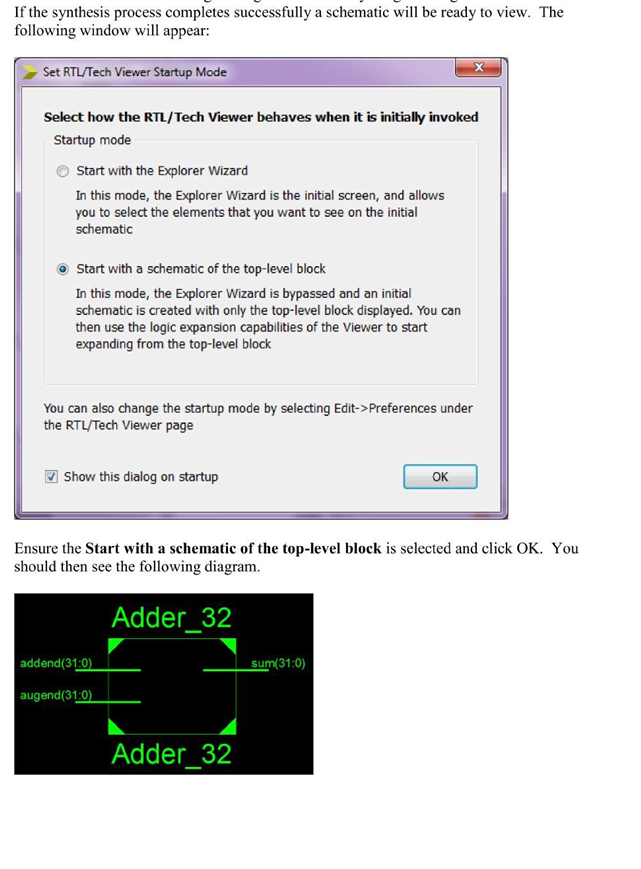 If the synthesis process completes successfully a schematic will be ready to view.  The
following window will appear:
Set RTL/Tech Viewer Startup Mode
Select how the RTL/Tech Viewer behaves when it is initially invoked
Startup mode
Start with the Explorer Wizard
In this mode, the Explorer Wizard is the initial screen, and allows
you to select the elements that you want to see on the initial
schematic
Start with a schematic of the top-level block
In this mode, the Explorer Wizard is bypassed and an initial
schematic is created with only the top-level block displayed. You can
then use the logic expansion capabilities of the Viewer to start
expanding from the top-level block
You can also change the startup mode by selecting Edit->Preferences under
the RTL/Tech Viewer page
Show this dialog on startup
OK
Ensure the Start with a schematic of the top-level block is selected and click OK.  You
should then see the following diagram.
Adder_32
addend(31:0)
sum(31:0)
augend(31:0)
Adder_32